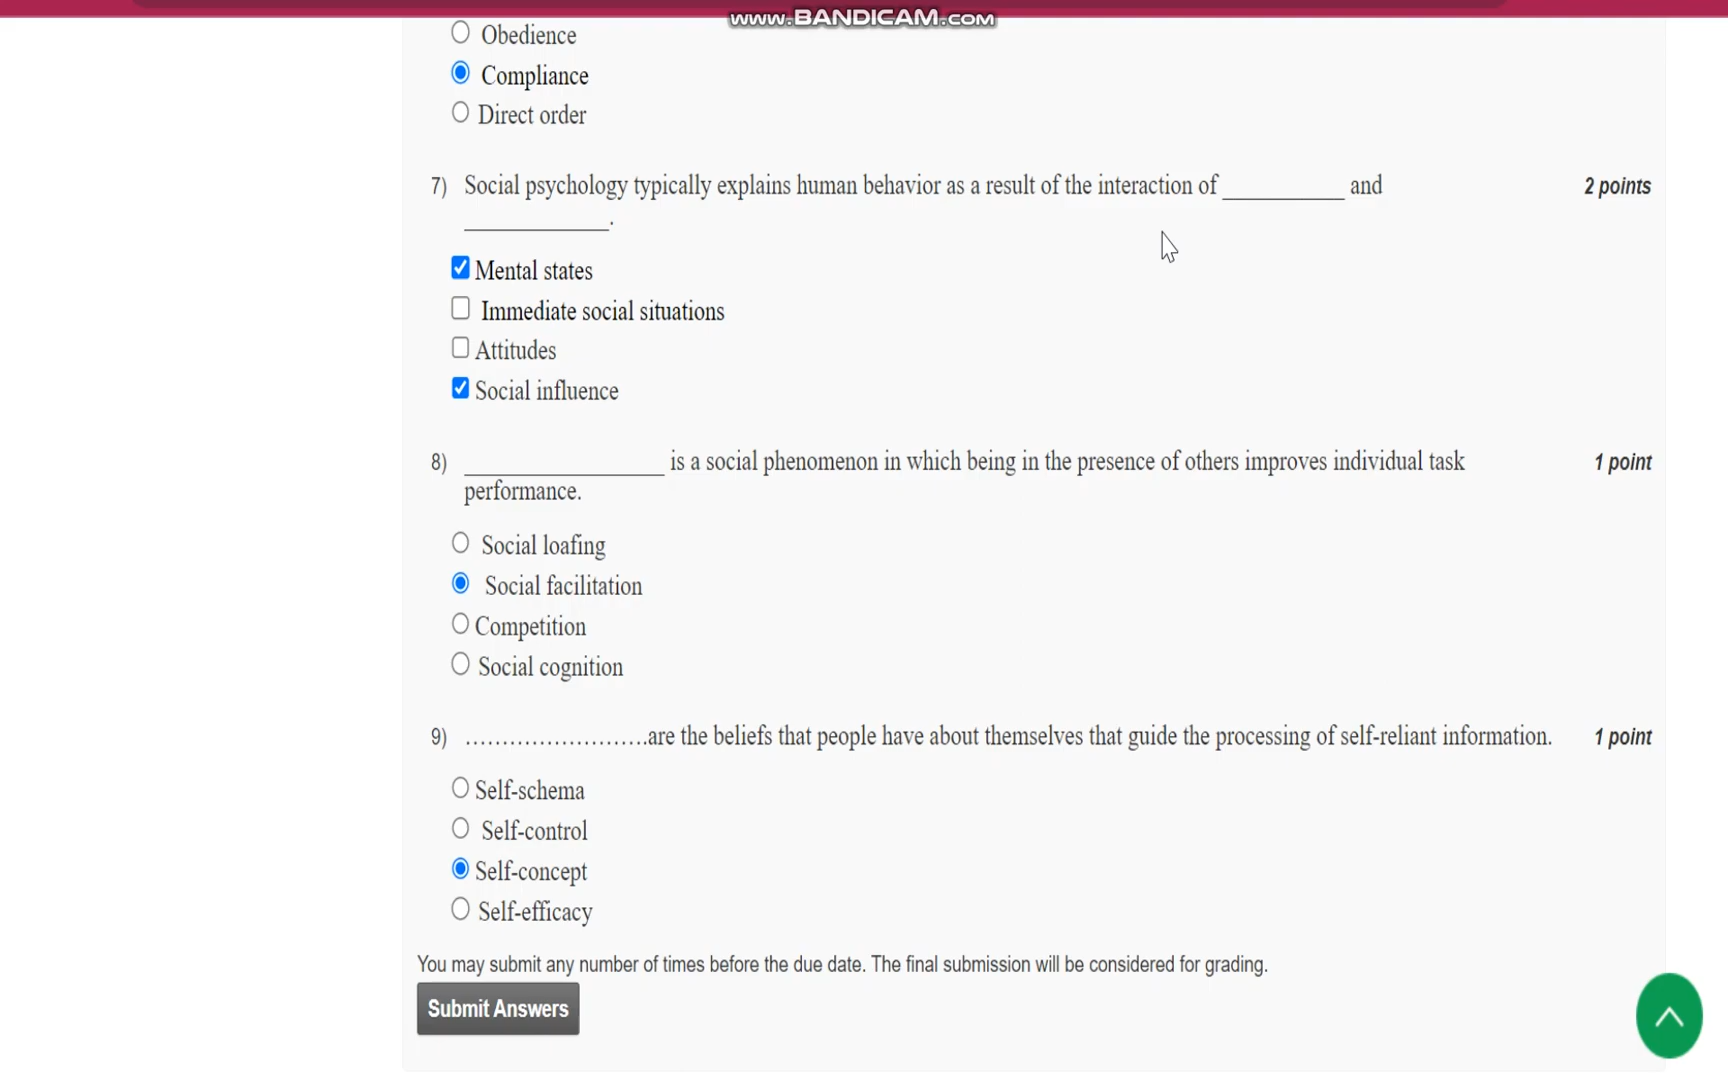 www.BANDICAM.com
Obedience
Compliance
Direct order
7) Social psychology typically explains human behavior as a result of the interaction of ___________ and 2 points
_____________.
Mental states
Immediate social situations
Attitudes
Social influence
8) __________________ is a social phenomenon in which being in the presence of others improves individual task 1 point
performance.
Social loafing
Social facilitation
Competition
Social cognition
9) ……………………..are the beliefs that people have about themselves that guide the processing of self-reliant information. 1 point
Self-schema
Self-control
Self-concept
Self-efficacy
You may submit any number of times before the due date. The final submission will be considered for grading.
Submit Answers